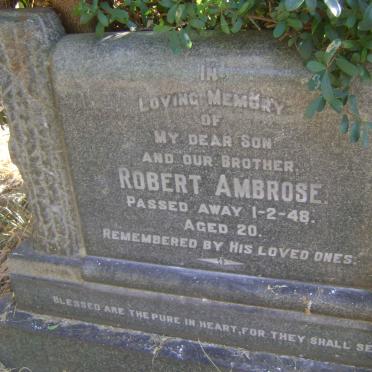 IN
LOVING MEMORY
OF
MY DEAR SON
AND OUR BROTHER.
ROBERT AMBROSE.
PASSED AWAY 1-2-48.
AGED 20.
REMEMBERED BY HIS LOVED ONES.
BLESSED ARE THE PURE IN HEART, FOR THEY SHALL SE